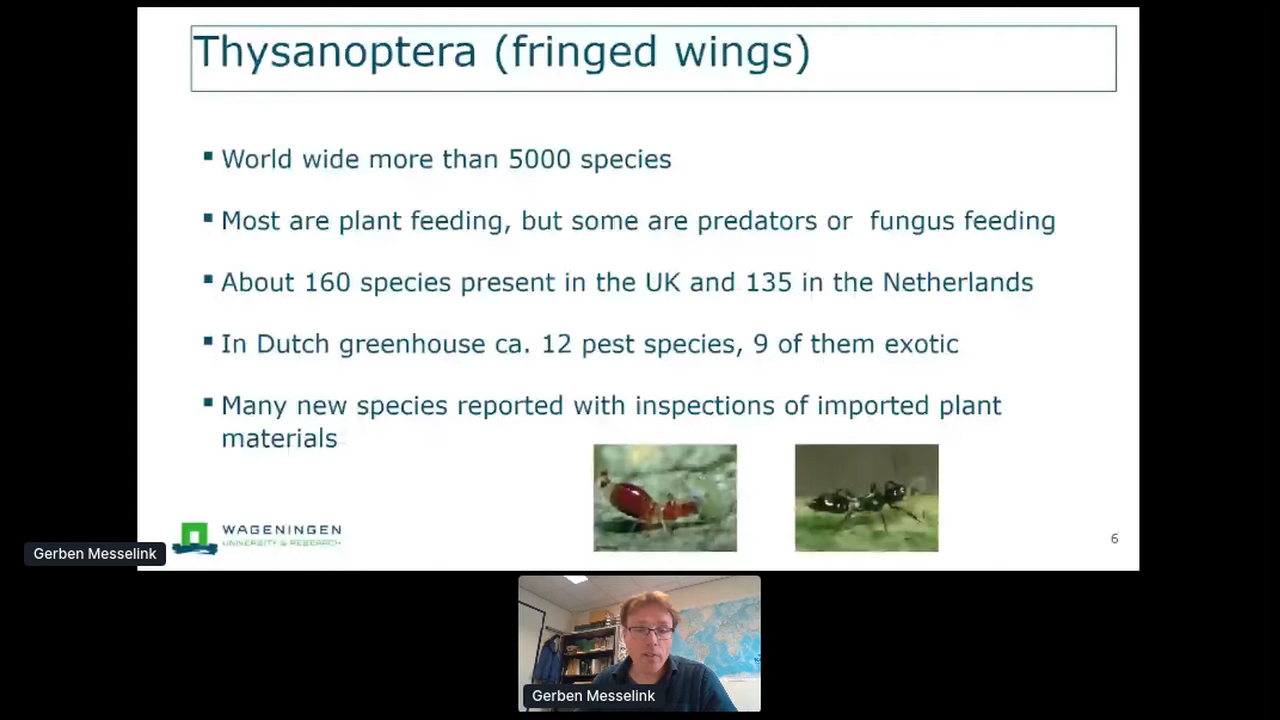 Thysanoptera (fringed wings)
▪ World wide more than 5000 species
▪ Most are plant feeding, but some are predators or fungus feeding
▪ About 160 species present in the UK and 135 in the Netherlands
▪ In Dutch greenhouse ca. 12 pest species, 9 of them exotic
▪ Many new species reported with inspections of imported plant
materials
WAGENINGEN
UNIVERSITY & RESEARCH
6
Gerben Messelink
Gerben Messelink